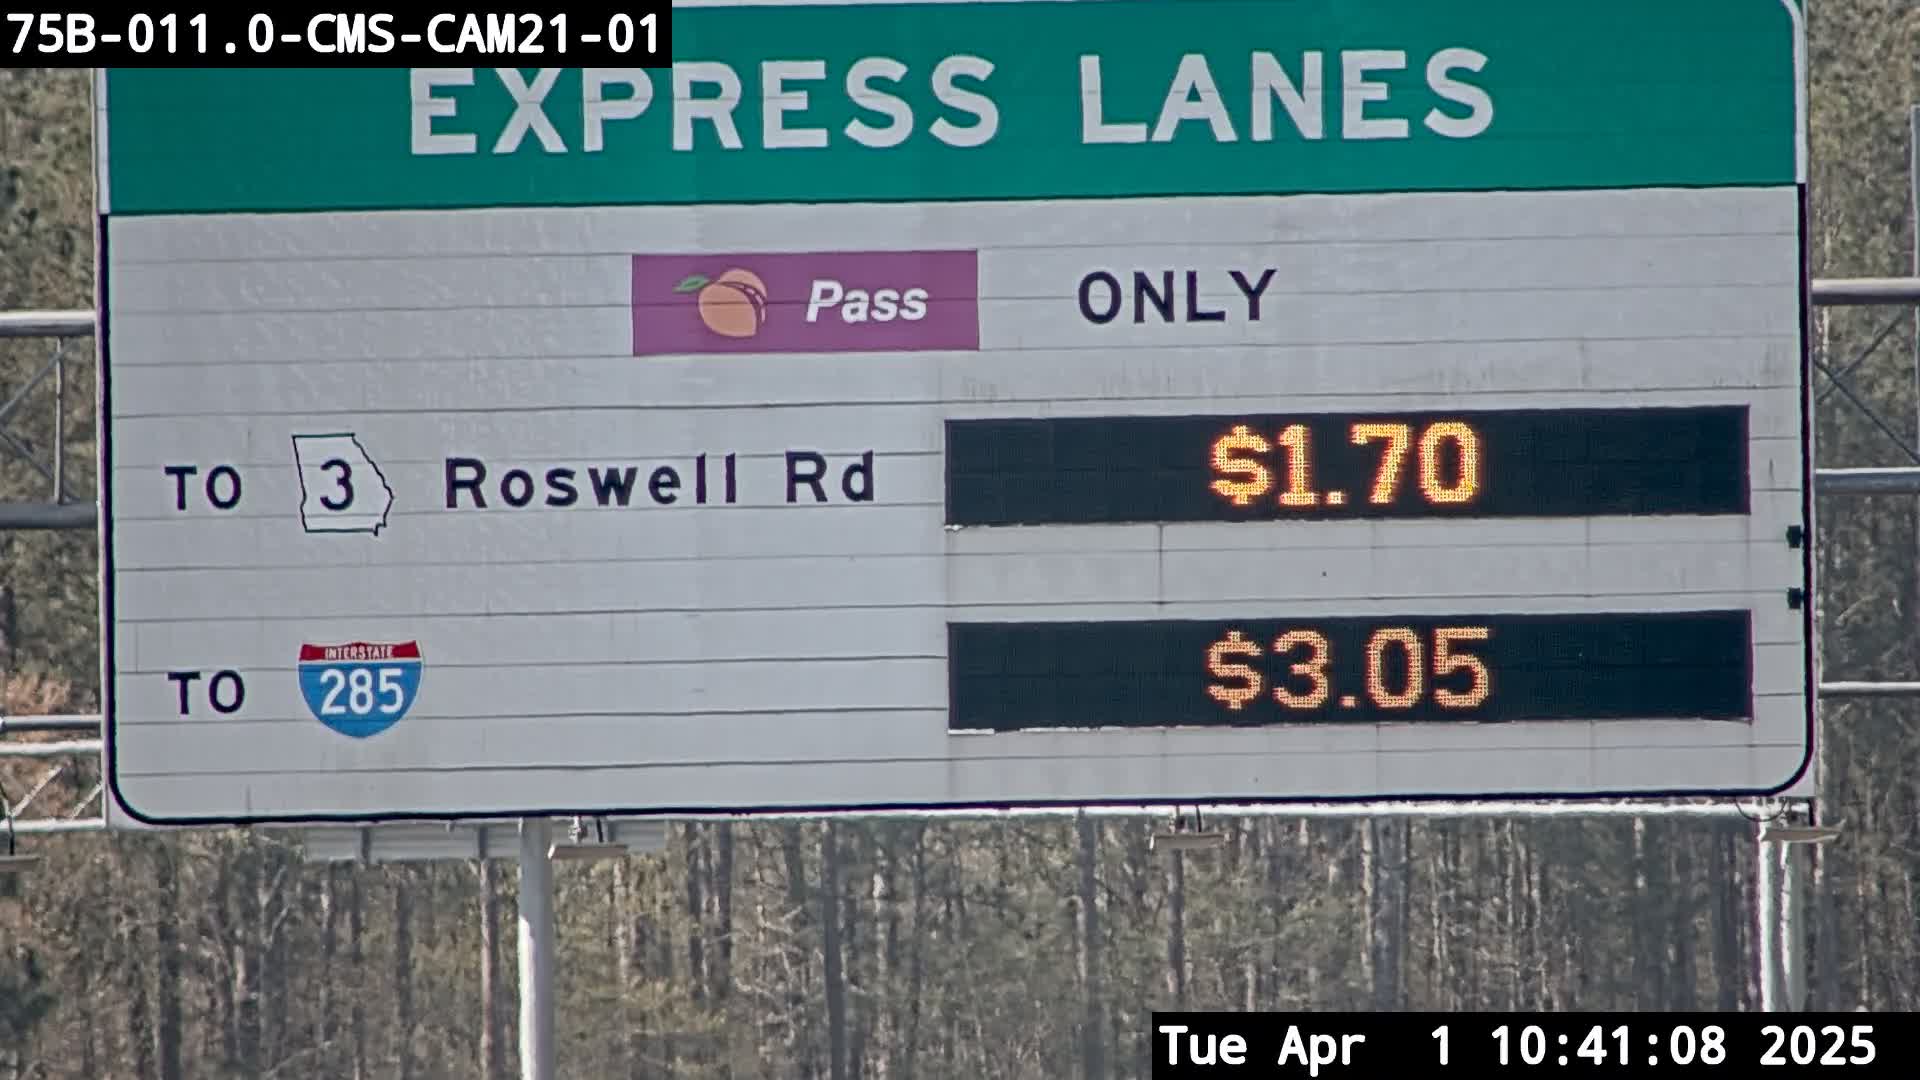 75B-011.0-CMS-CAM21-01
EXPRESS LANES
Pass ONLY
TO 3 Roswell Rd $1.70
INTERSTATE
TO 285 $3.05
Tue Apr 1 10:41:08 2025